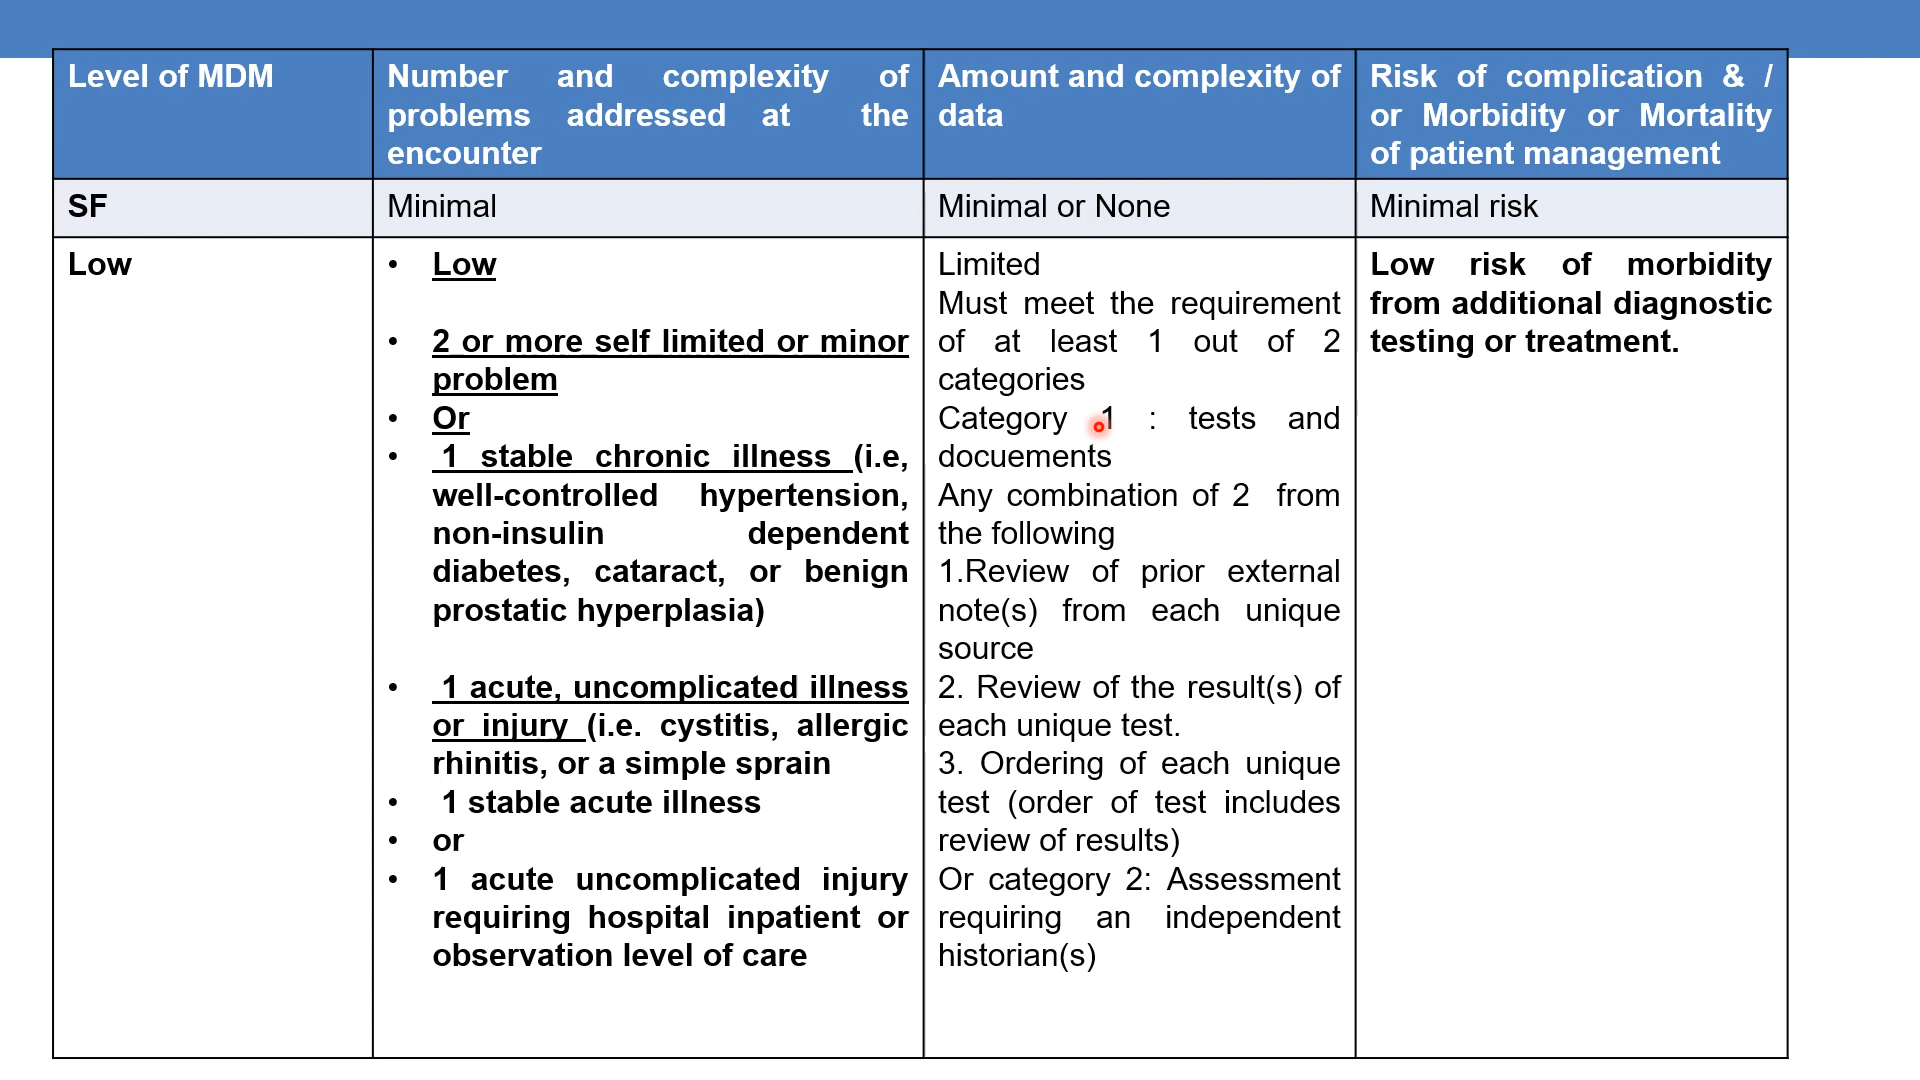 Level of MDM
Number and complexity of
problems addressed at the
encounter
Amount and complexity of
data
Risk of complication & /
or Morbidity or Mortality
of patient management
SF
Minimal
Minimal or None
Minimal risk
Low
• Low
• 2 or more self limited or minor
problem
• Or
• 1 stable chronic illness (i.e,
well-controlled hypertension,
non-insulin dependent
diabetes, cataract, or benign
prostatic hyperplasia)
• 1 acute, uncomplicated illness
or injury (i.e. cystitis, allergic
rhinitis, or a simple sprain
• 1 stable acute illness
• or
• 1 acute uncomplicated injury
requiring hospital inpatient or
observation level of care
Limited
Must meet the requirement
of at least 1 out of 2
categories
Category 1 : tests and
docuements
Any combination of 2 from
the following
1.Review of prior external
note(s) from each unique
source
2. Review of the result(s) of
each unique test.
3. Ordering of each unique
test (order of test includes
review of results)
Or category 2: Assessment
requiring an independent
historian(s)
Low risk of morbidity
from additional diagnostic
testing or treatment.